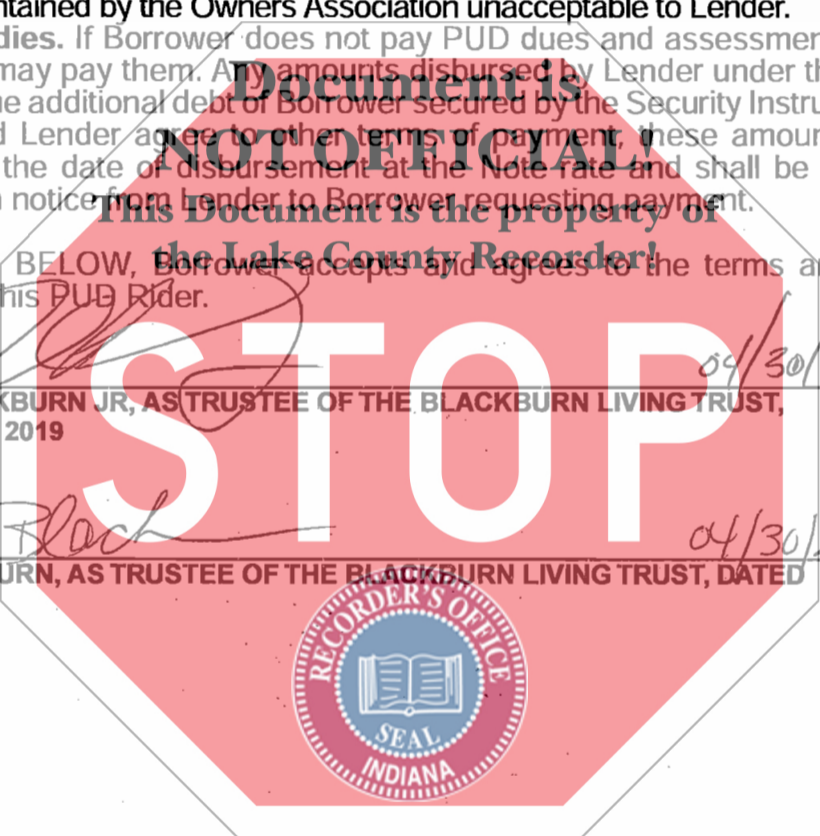 ntained by the Owners Association unacceptable to Lender.
dies. If Borrower does not pay PUD dues and assessmen
may pay them. Any amounts disbursed by Lender under th
e additional debt of Borrower secured by the Security Instru
d Lender agree to other terms of payment, these amour
the date of disbursement at the Note rate and shall be
notice from Lender to Borrower requesting payment.
Document is
NOT OFFICIAL!
This Document is the property of
the Lake County Recorder!
BELOW, Borrower accepts and agrees to the terms a
his PUD Rider.
STOP
04/30/
KBURN JR, AS TRUSTEE OF THE BLACKBURN LIVING TRUST,
2019
Black
04/30/
URN, AS TRUSTEE OF THE BLACKBURN LIVING TRUST, DATED
RECORDER'S OFFICE
SEAL
INDIANA